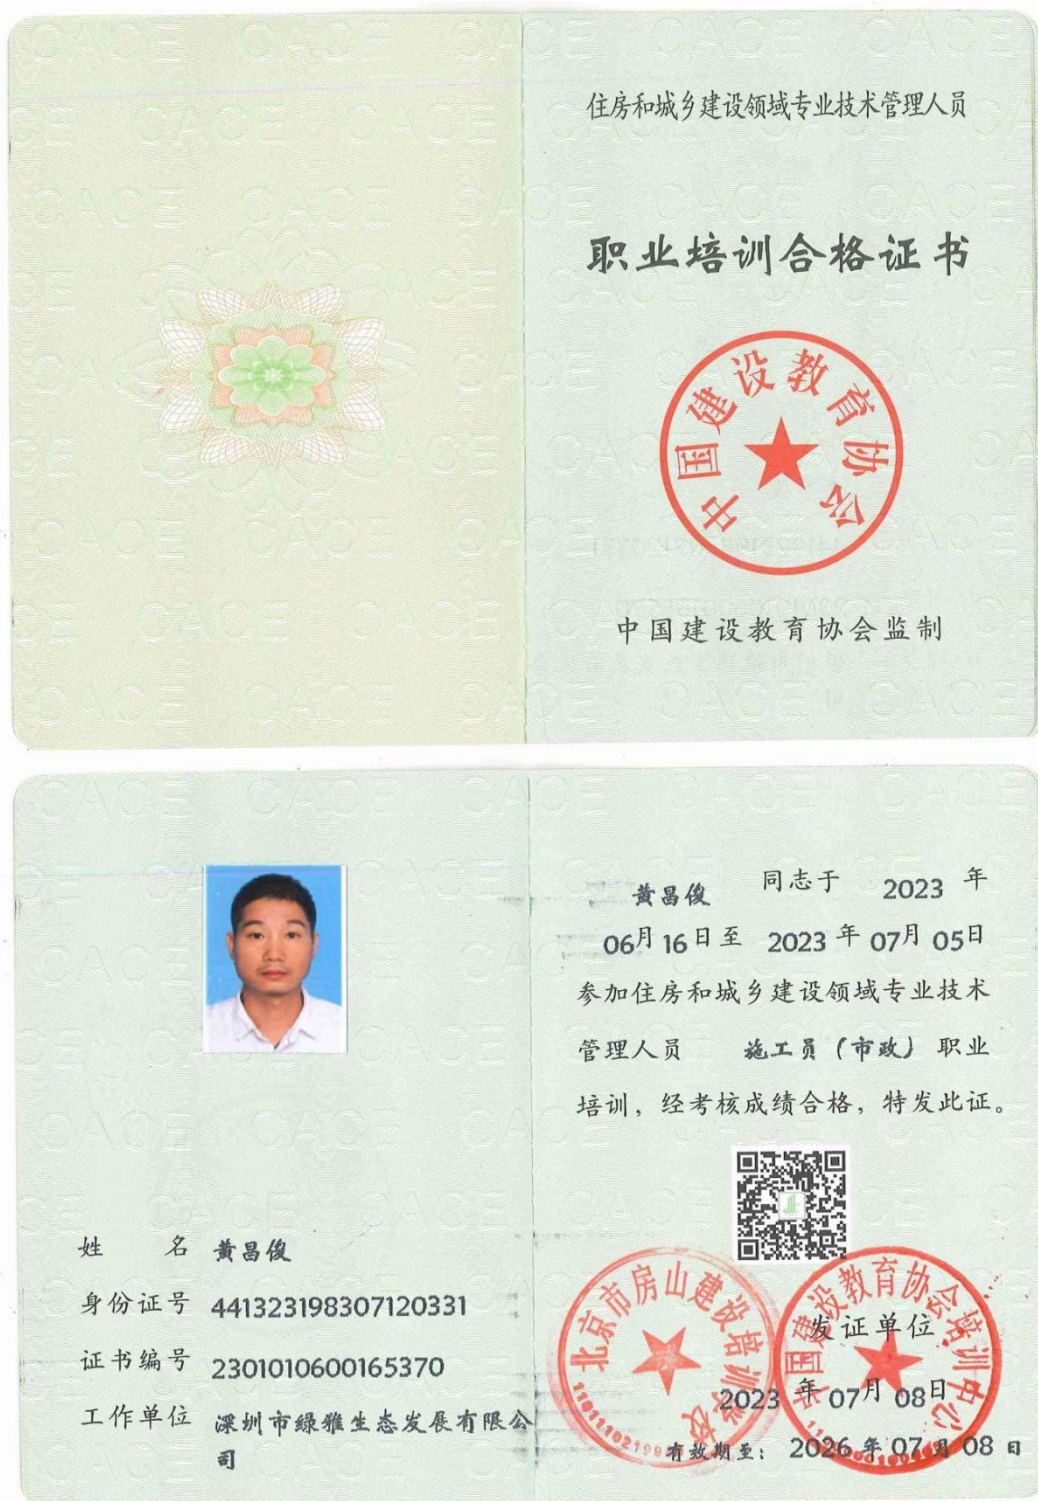 住房和城乡建设领域专业技术管理人员
职业培训合格证书
中国建设教育协会
中国建设教育协会监制
黄昌俊 同志于 2023 年
06月 16日至 2023年 07月 05日
参加住房和城乡建设领域专业技术
管理人员 施工员（市政） 职业
培训，经考核成绩合格，特发此证。
姓 名 黄昌俊
身份证号 441323198307120331
证书编号 2301010600165370
工作单位 深圳市绿雅生态发展有限公
司
北京市房山建设培训学校
中国建设教育协会培训中心
发证单位
2023 年 07月 08日
有效期至： 2026年 07月 08日